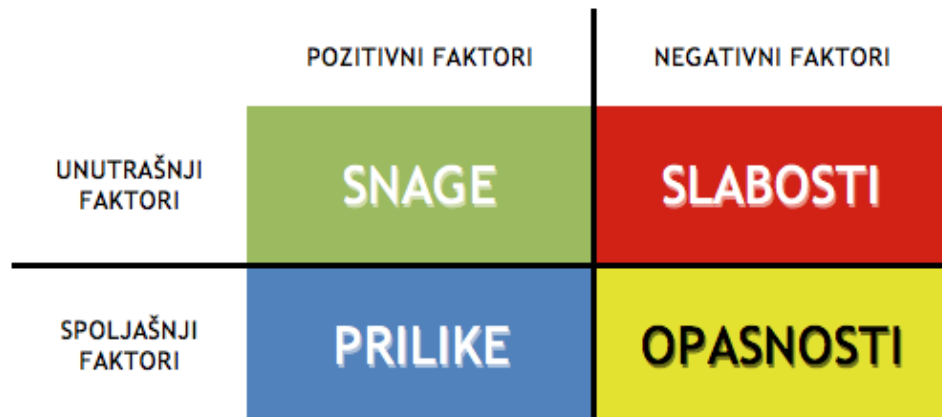 POZITIVNI FAKTORI
NEGATIVNI FAKTORI
UNUTRAŠNJI
FAKTORI
SNAGE
SLABOSTI
SPOLJAŠNJI
FAKTORI
PRILIKE
OPASNOSTI